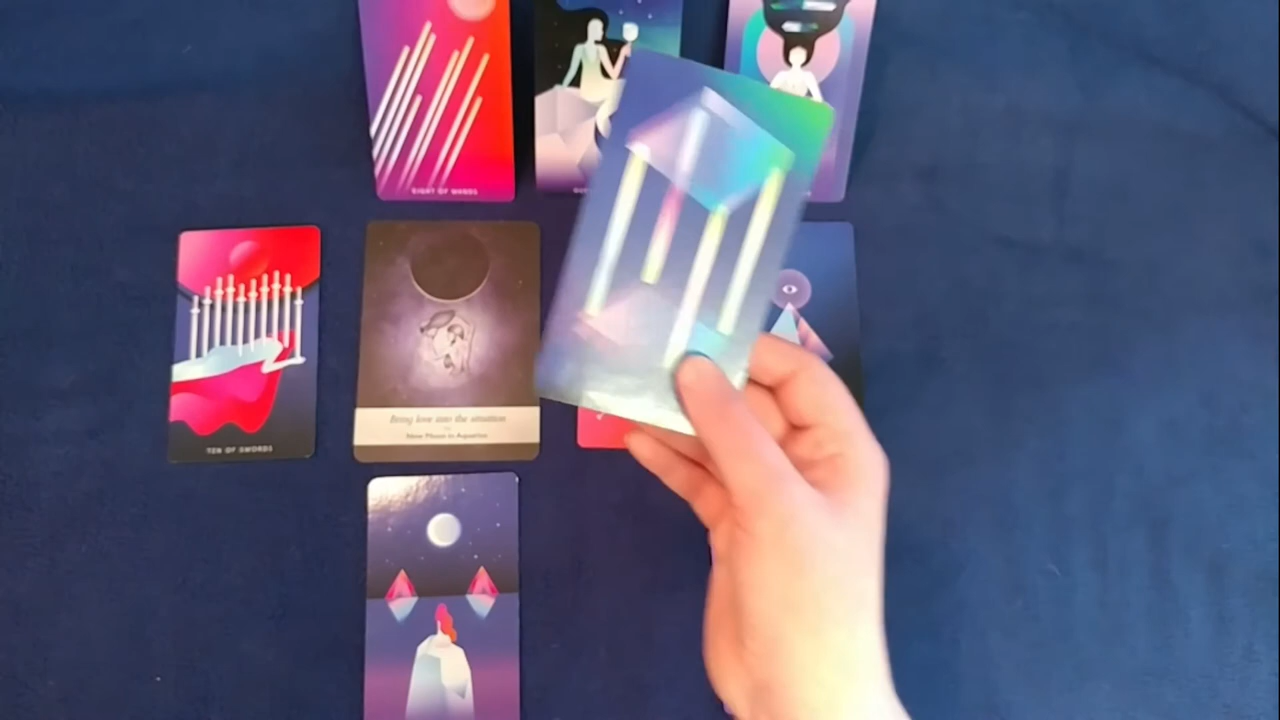 EIGHT OF WANDS
TEN OF SWORDS
Bring love into the situation
New Moon in Aquarius